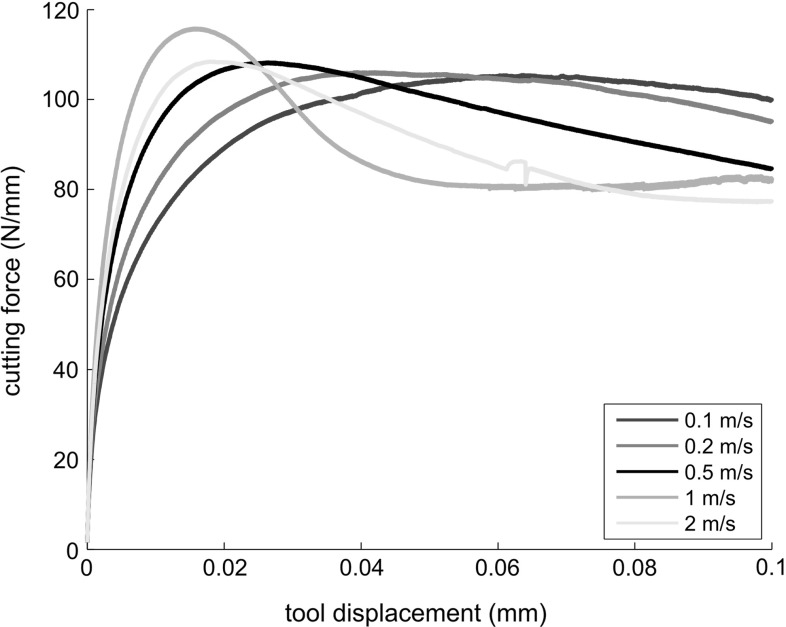 120
100
80
60
40
20
0
cutting force (N/mm)
0.1 m/s
0.2 m/s
0.5 m/s
1 m/s
2 m/s
0 0.02 0.04 0.06 0.08 0.1
tool displacement (mm)